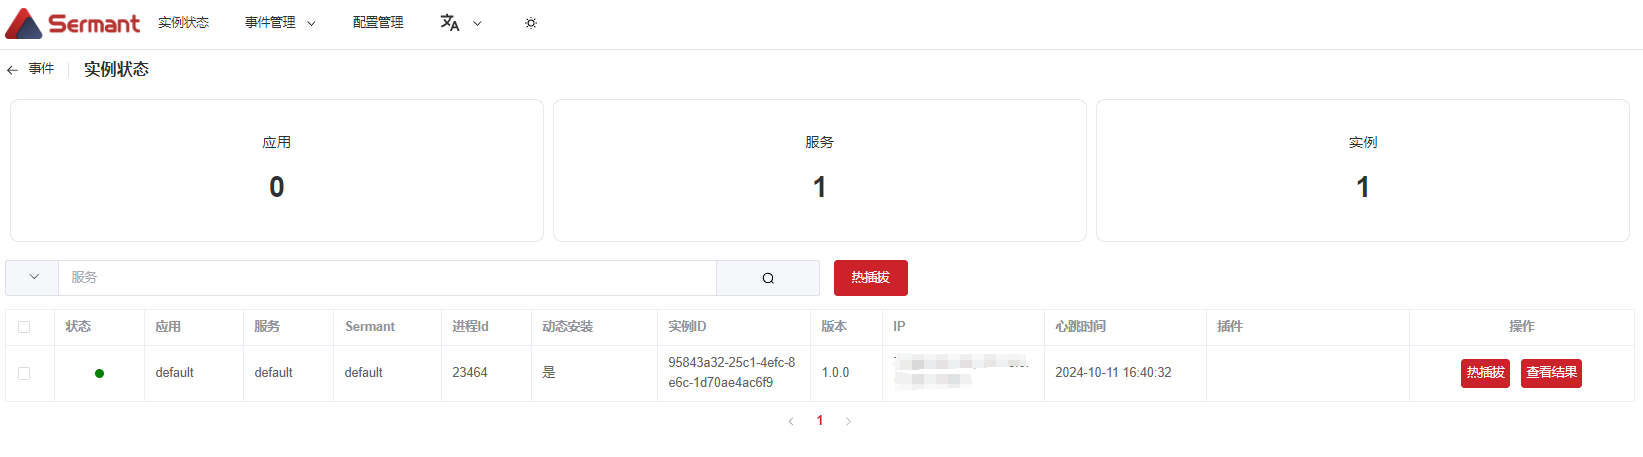 Sermant 实例状态 事件管理 配置管理
事件 实例状态
应用 服务 实例
0 1 1
服务 热插拔
状态 应用 服务 Sermant 进程Id 动态安装 实例ID 版本 IP 心跳时间 插件 操作
default default default 23464 是 95843a32-25c1-4efc-8 1.0.0 2024-10-11 16:40:32 热插拔 查看结果
e6c-1d70ae4ac6f9
1